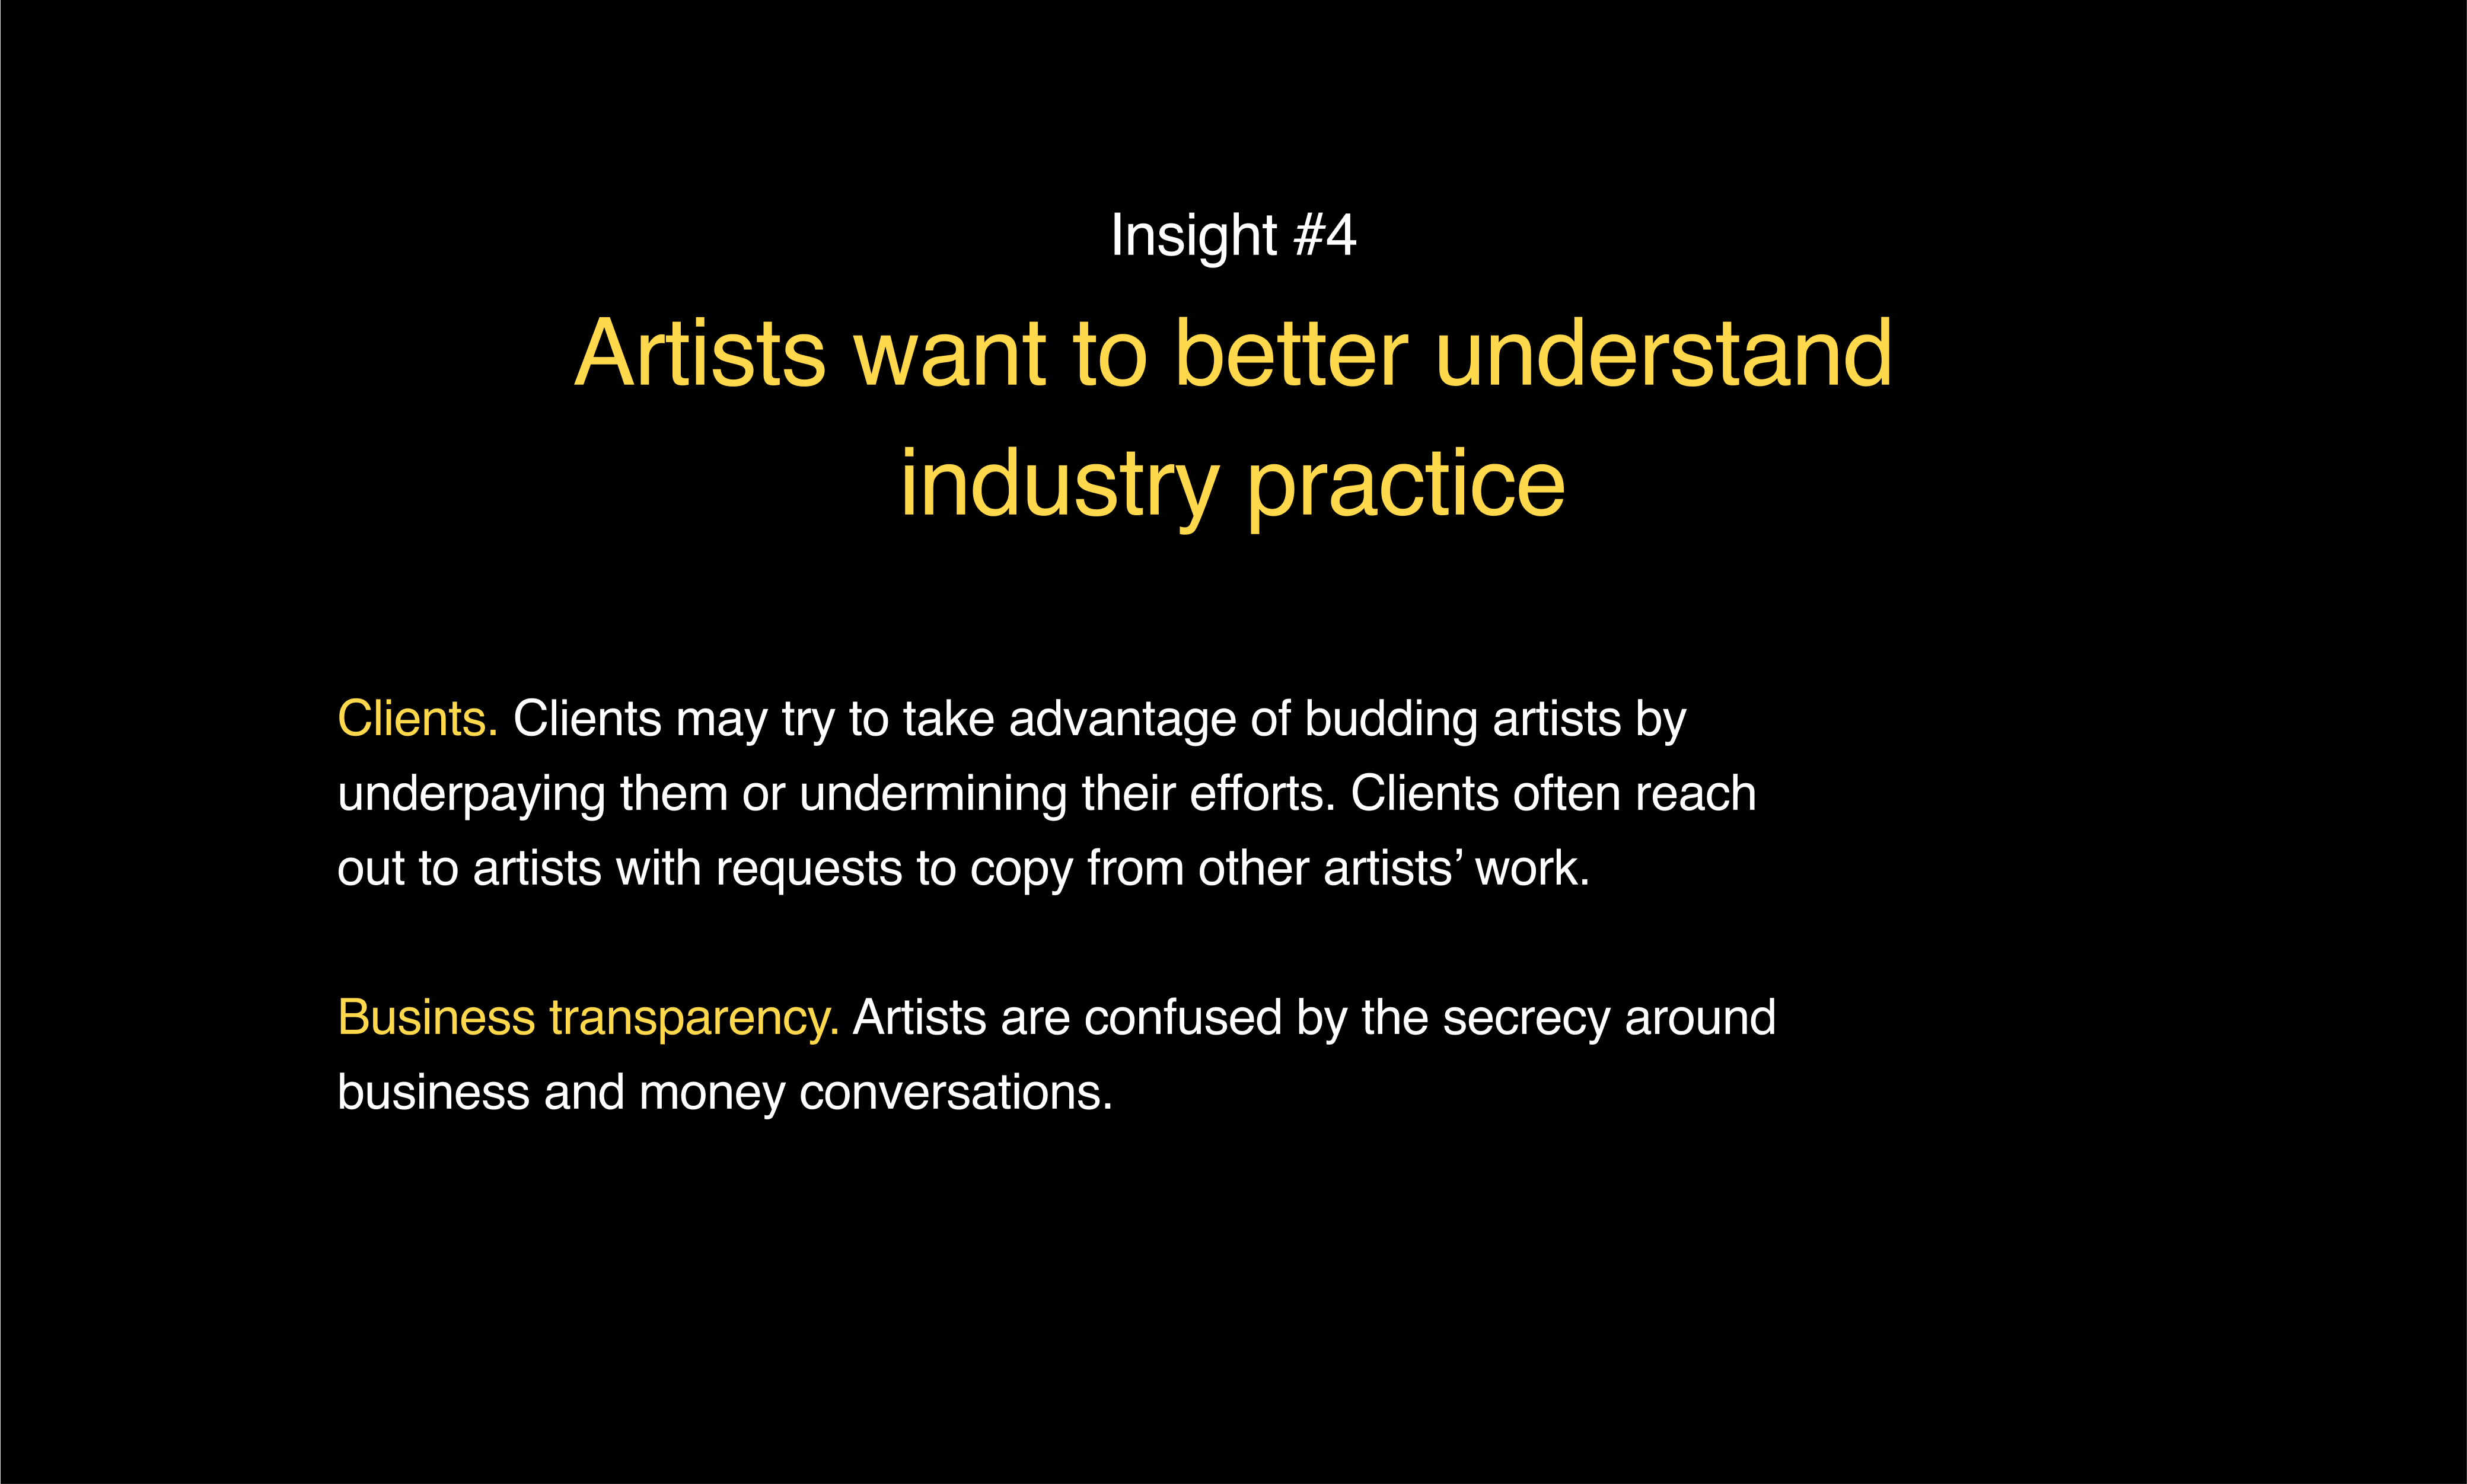 Insight #4
Artists want to better understand
industry practice
Clients. Clients may try to take advantage of budding artists by
underpaying them or undermining their efforts. Clients often reach
out to artists with requests to copy from other artists’ work.
Business transparency. Artists are confused by the secrecy around
business and money conversations.